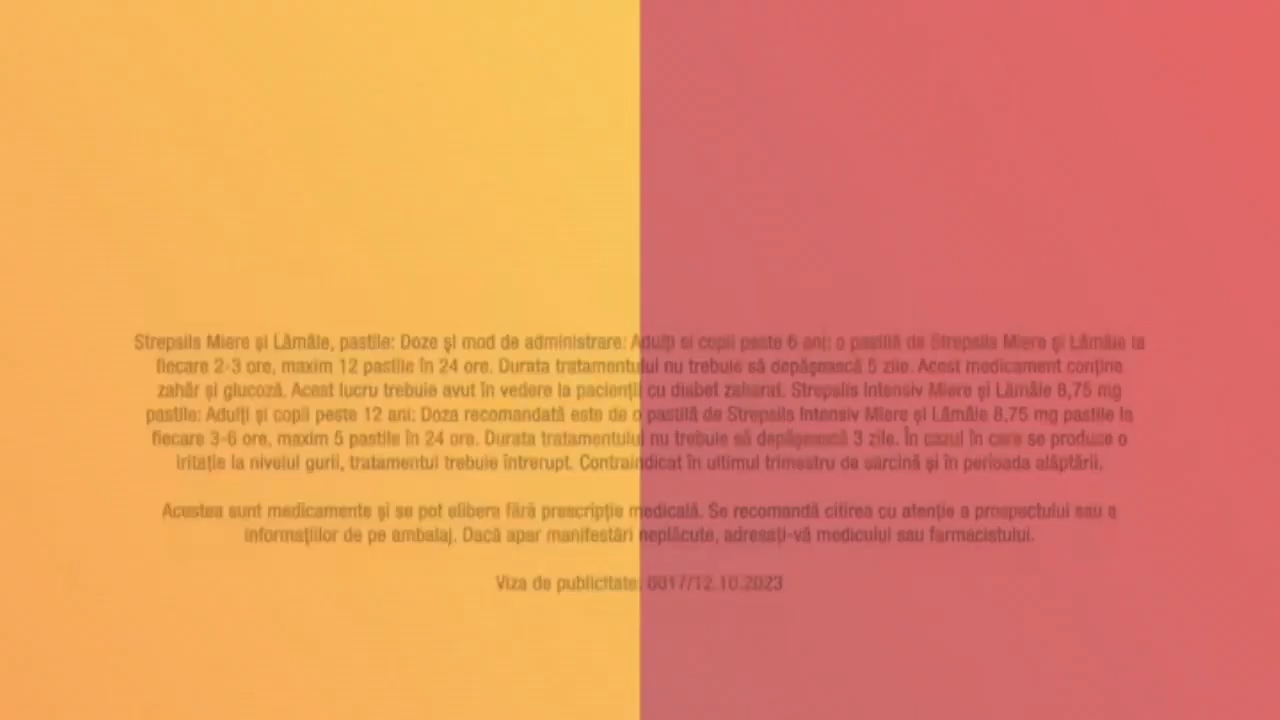 Strepsils Miere și Lămâie, pastile: Doze și mod de administrare: Adulți si copii peste 6 ani: o pastilă de Strepsils Miere și Lămâie la
fiecare 2-3 ore, maxim 12 pastile în 24 ore. Durata tratamentului nu trebuie să depășească 5 zile. Acest medicament conține
zahăr și glucoză. Acest lucru trebuie avut în vedere la pacienții cu diabet zaharat. Strepsils Intensiv Miere și Lămâie 8,75 mg
pastile: Adulți și copii peste 12 ani: Doza recomandată este de o pastilă de Strepsils Intensiv Miere și Lămâie 8,75 mg pastile la
fiecare 3-6 ore, maxim 5 pastile în 24 ore. Durata tratamentului nu trebuie să depășească 3 zile. În cazul în care se produce o
iritație la nivelul gurii, tratamentul trebuie întrerupt. Contraindicat în ultimul trimestru de sarcină și în perioada alăptării.
Acestea sunt medicamente și se pot elibera fără prescripție medicală. Se recomandă citirea cu atenție a prospectului sau a
informațiilor de pe ambalaj. Dacă apar manifestări neplăcute, adresați-vă medicului sau farmacistului.
Viza de publicitate: 0017/12.10.2023